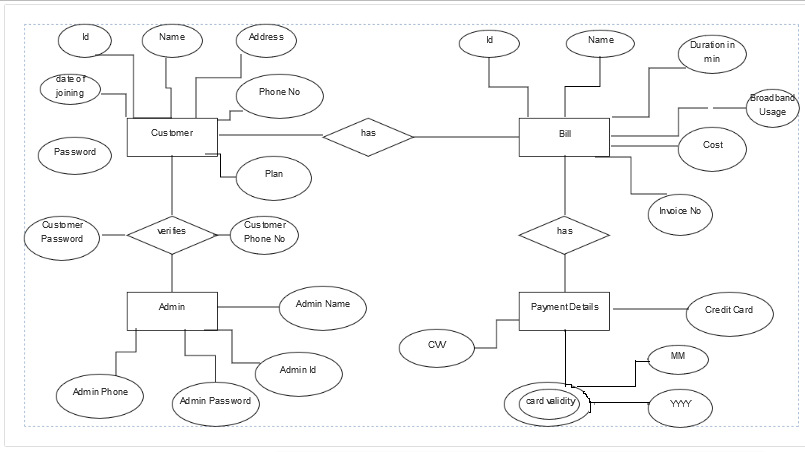 Id
Name
Address
Id
Name
Duration in
min
date of
joining
Phone No
Broadband
Usage
Customer
has
Bill
Cost
Password
Plan
Invoice No
Customer
Password
verifies
Customer
Phone No
has
Admin
Admin Name
Payment Details
Credit Card
CVV
MM
Admin Id
Admin Phone
Admin Password
card validity
YYYY